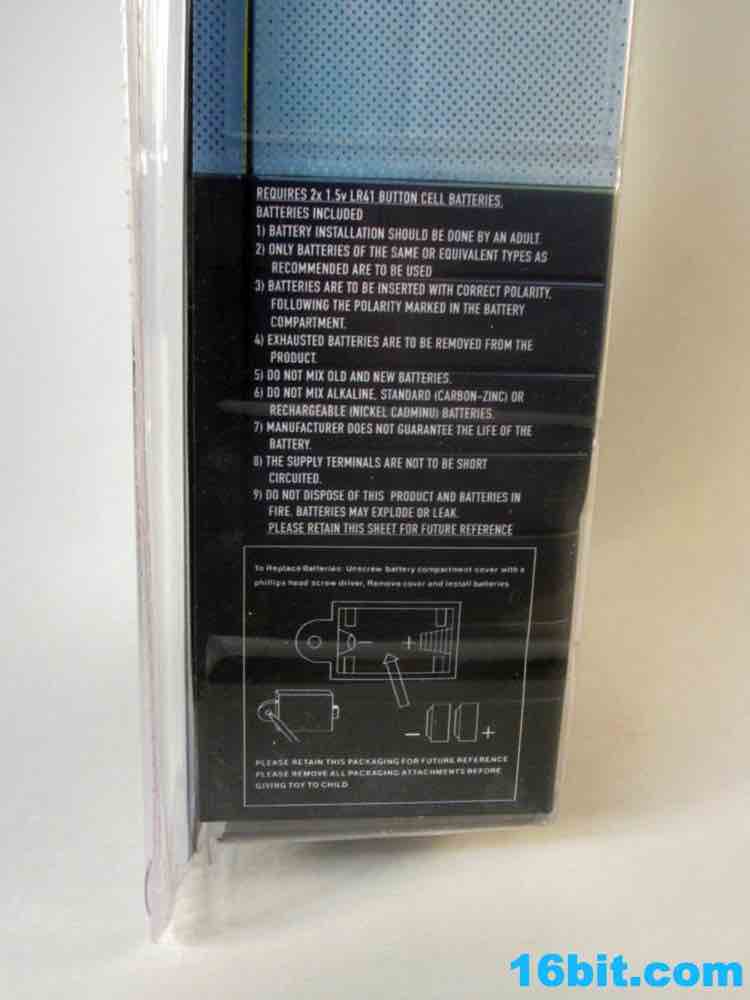 REQUIRES 2x 1.5v LR41 BUTTON CELL BATTERIES.
BATTERIES INCLUDED
1) BATTERY INSTALLATION SHOULD BE DONE BY AN ADULT.
2) ONLY BATTERIES OF THE SAME OR EQUIVALENT TYPES AS
RECOMMENDED ARE TO BE USED
3) BATTERIES ARE TO BE INSERTED WITH CORRECT POLARITY,
FOLLOWING THE POLARITY MARKED IN THE BATTERY
COMPARTMENT.
4) EXHAUSTED BATTERIES ARE TO BE REMOVED FROM THE
PRODUCT.
5) DO NOT MIX OLD AND NEW BATTERIES.
6) DO NOT MIX ALKALINE, STANDARD (CARBON-ZINC) OR
RECHARGEABLE (NICKEL CADMINU) BATTERIES.
7) MANUFACTURER DOES NOT GUARANTEE THE LIFE OF THE
BATTERY.
8) THE SUPPLY TERMINALS ARE NOT TO BE SHORT
CIRCUITED.
9) DO NOT DISPOSE OF THIS PRODUCT AND BATTERIES IN
FIRE. BATTERIES MAY EXPLODE OR LEAK.
PLEASE RETAIN THIS SHEET FOR FUTURE REFERENCE
To Replace Batteries: Unscrew battery compartment cover with a
phillips head screw driver, Remove cover and install batteries
- +
- +
PLEASE RETAIN THIS PACKAGING FOR FUTURE REFERENCE
PLEASE REMOVE ALL PACKAGING ATTACHMENTS BEFORE
GIVING TOY TO CHILD
16bit.com